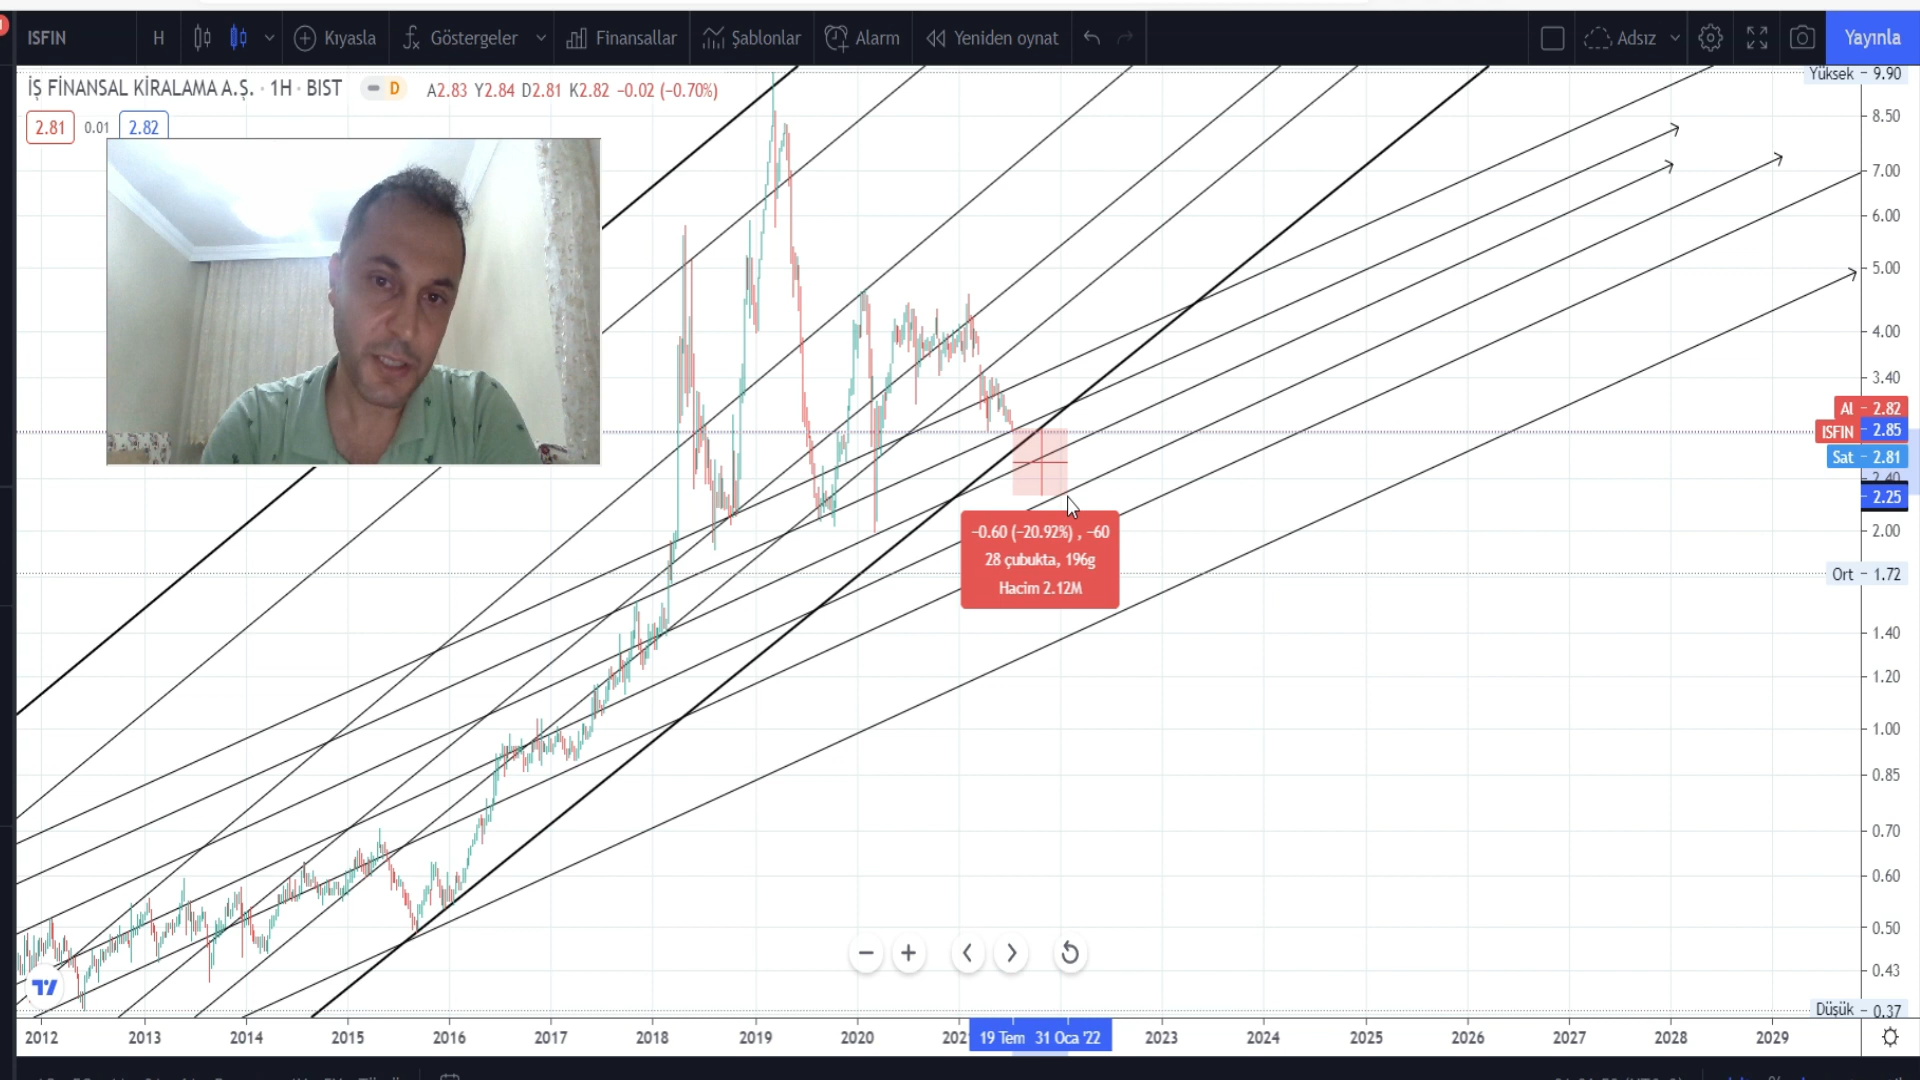 ISFIN H Kıyasla Göstergeler Finansallar Şablonlar Alarm Yeniden oynat Adsız Yayınla
İŞ FİNANSAL KİRALAMA A.Ş. · 1H · BIST D A2.83 Y2.84 D2.81 K2.82 −0.02 (−0.70%)
2.81 0.01 2.82
Yüksek 9.90
8.50
7.00
6.00
5.00
4.00
3.40
Al 2.82
ISFIN 2.85
Sat 2.81
2.40
2.25
2.00
Ort 1.72
1.40
1.20
1.00
0.85
0.70
0.60
0.50
0.43
Düşük 0.37
−0.60 (−20.92%) , −60
28 çubukta, 196g
Hacim 2.12M
2012 2013 2014 2015 2016 2017 2018 2019 2020 202 19 Tem 31 Oca '22 2023 2024 2025 2026 2027 2028 2029